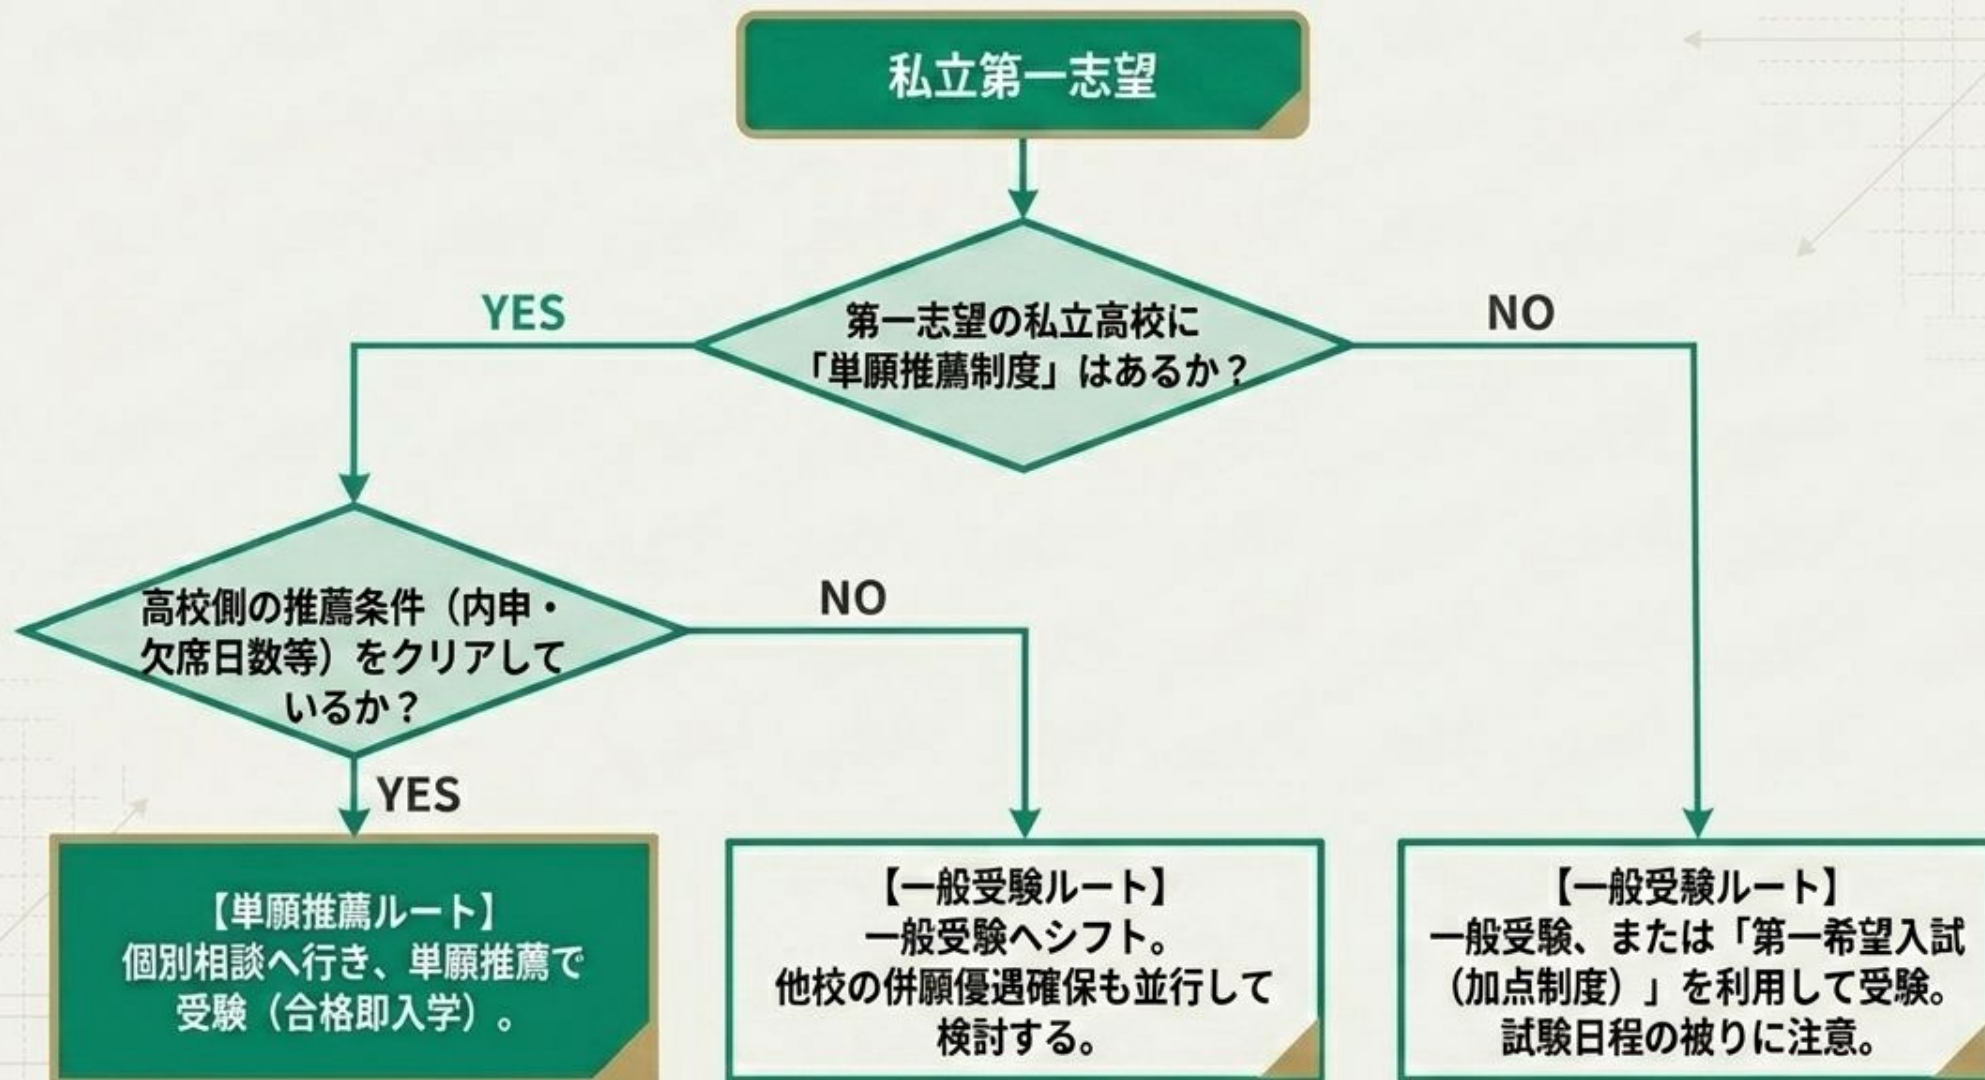 私立第一志望
第一志望の私立高校に
「単願推薦制度」はあるか？
YES
NO
高校側の推薦条件（内申・
欠席日数等）をクリアして
いるか？
NO
YES
【単願推薦ルート】
個別相談へ行き、単願推薦で
受験（合格即入学）。
【一般受験ルート】
一般受験へシフト。
他校の併願優遇確保も並行して
検討する。
【一般受験ルート】
一般受験、または「第一希望入試
（加点制度）」を利用して受験。
試験日程の被りに注意。